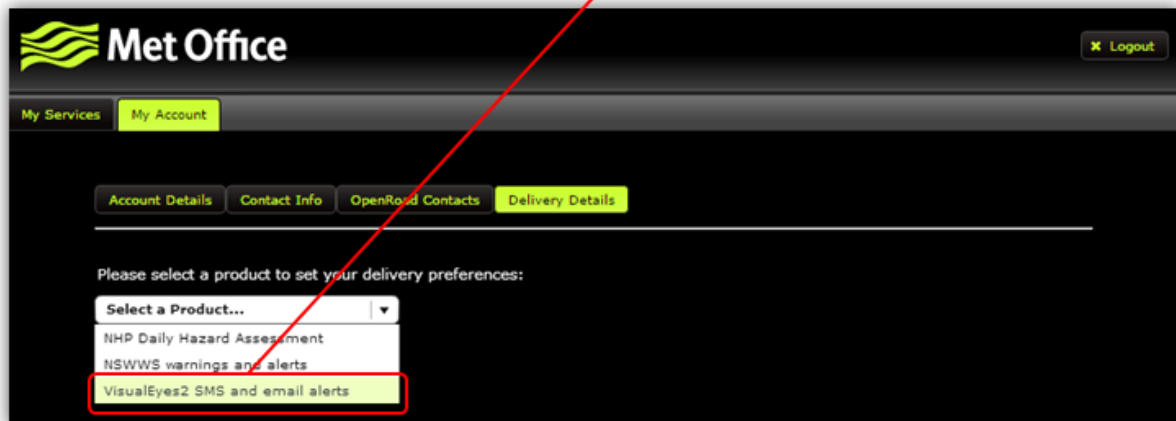 Met Office
× Logout
My Services My Account
Account Details Contact Info OpenRoad Contacts Delivery Details
Please select a product to set your delivery preferences:
Select a Product...
NHP Daily Hazard Assessment
NSWWS warnings and alerts
VisualEyes2 SMS and email alerts